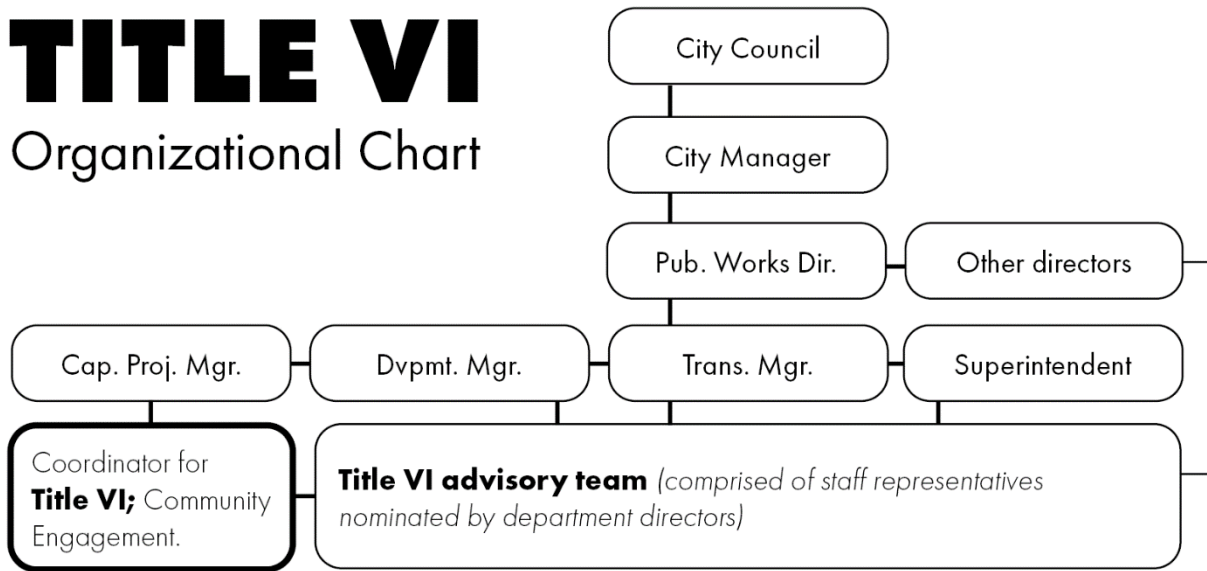 TITLE VI
Organizational Chart
City Council
City Manager
Pub. Works Dir.
Other directors
Cap. Proj. Mgr.
Dvpmt. Mgr.
Trans. Mgr.
Superintendent
Coordinator for
Title VI; Community
Engagement.
Title VI advisory team (comprised of staff representatives
nominated by department directors)